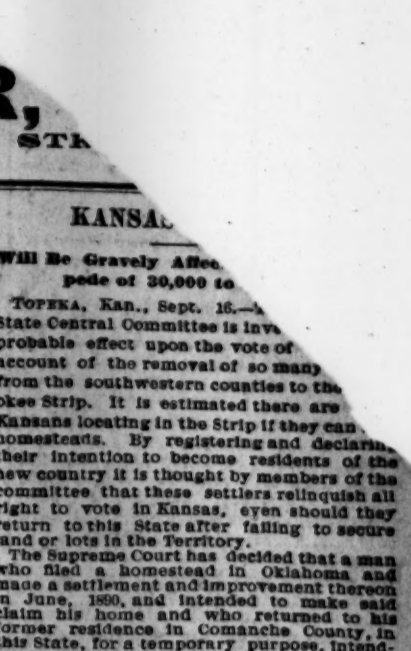 R,
STR
KANSAS
Will Be Gravely Affec
pede of 30,000 to
TOPEKA, Kan., Sept. 16.—
State Central Committee is inv
probable effect upon the vote of
account of the removal of so many
from the southwestern counties to the
okee Strip. It is estimated there are
Kansans locating in the Strip if they can
homesteads. By registering and declaring
their intention to become residents of the
new country it is thought by members of the
committee that these settlers relinquish all
right to vote in Kansas, even should they
return to this State after failing to secure
land or lots in the Territory.
The Supreme Court has decided that a man
who filed a homestead in Oklahoma and
made a settlement and improvement thereon
in June, 1890, and intended to make said
claim his home and who returned to his
former residence in Comanche County, in
this State, for a temporary purpose, intend-